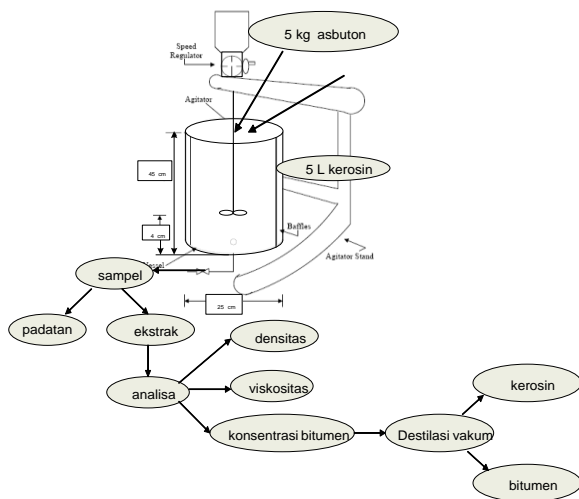 5 kg asbuton
Speed
Regulator
Agitator
5 L kerosin
45 cm
4 cm
Baffles
Agitator Stand
essel
25 cm
sampel
padatan
ekstrak
densitas
analisa
viskositas
konsentrasi bitumen
Destilasi vakum
kerosin
bitumen